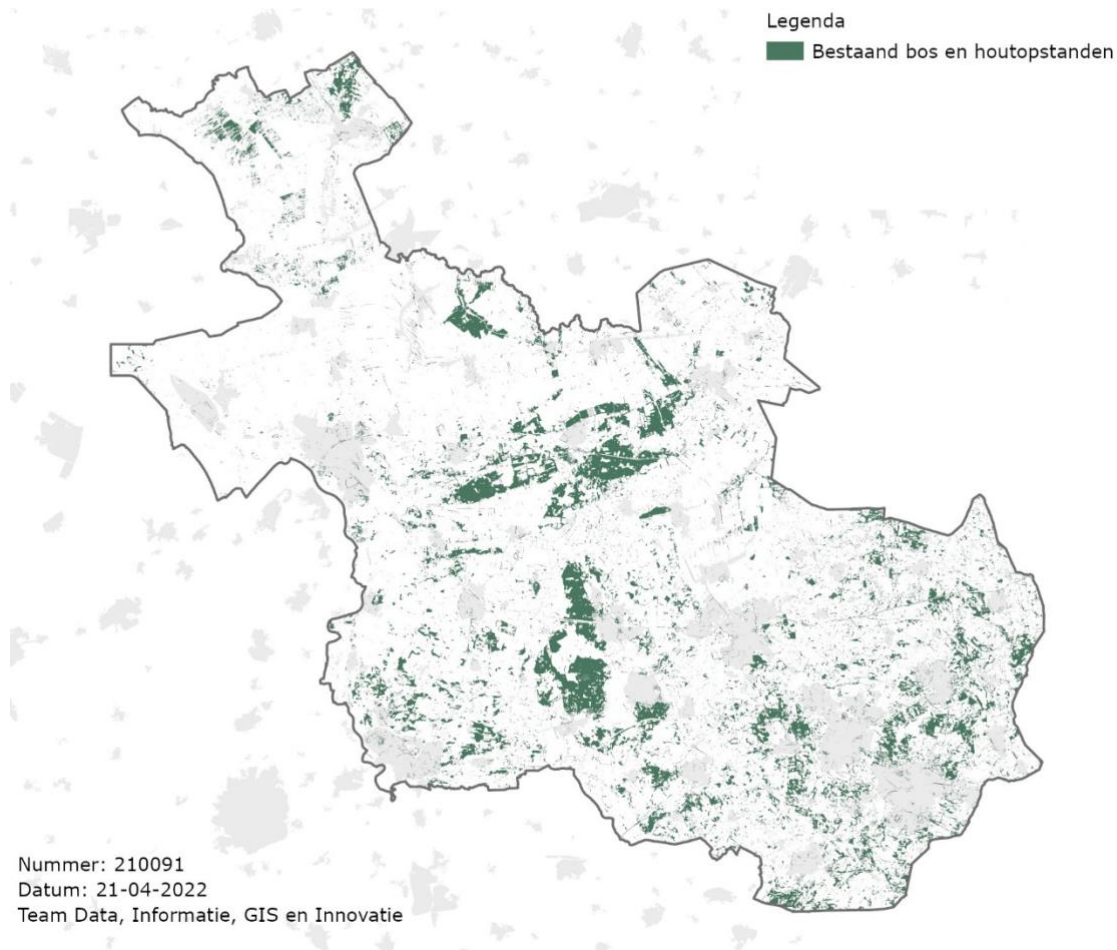 Legenda
Bestaand bos en houtopstanden
Nummer: 210091
Datum: 21-04-2022
Team Data, Informatie, GIS en Innovatie